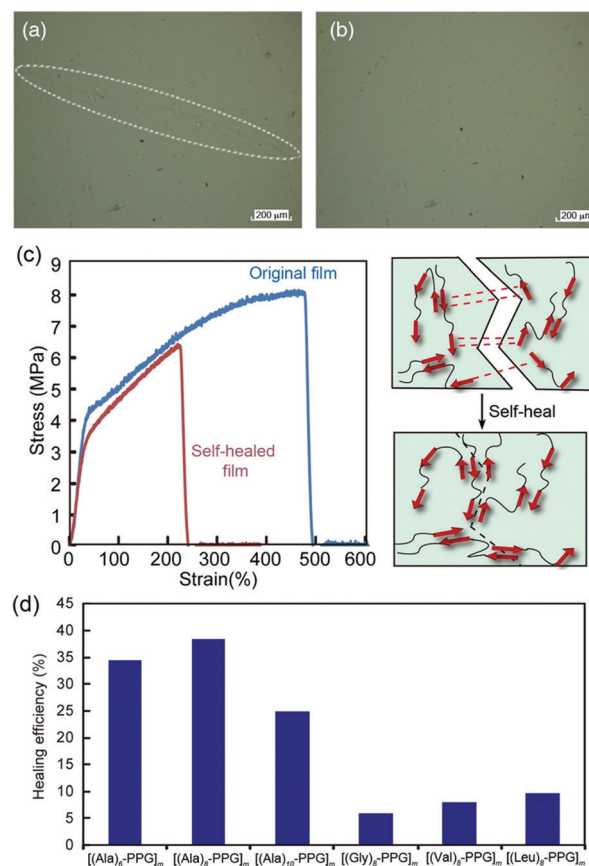 (a)
200 μm
(b)
200 μm
(c)
Stress (MPa)
9
8
7
6
5
4
3
2
1
0
Original film
Self-healed
film
0 100 200 300 400 500 600
Strain(%)
Self-heal
(d)
Healing efficiency (%)
45
40
35
30
25
20
15
10
5
0
[(Ala)₆-PPG]ₘ [(Ala)₈-PPG]ₘ [(Ala)₁₀-PPG]ₘ [(Gly)₈-PPG]ₘ [(Val)₈-PPG]ₘ [(Leu)₈-PPG]ₘ